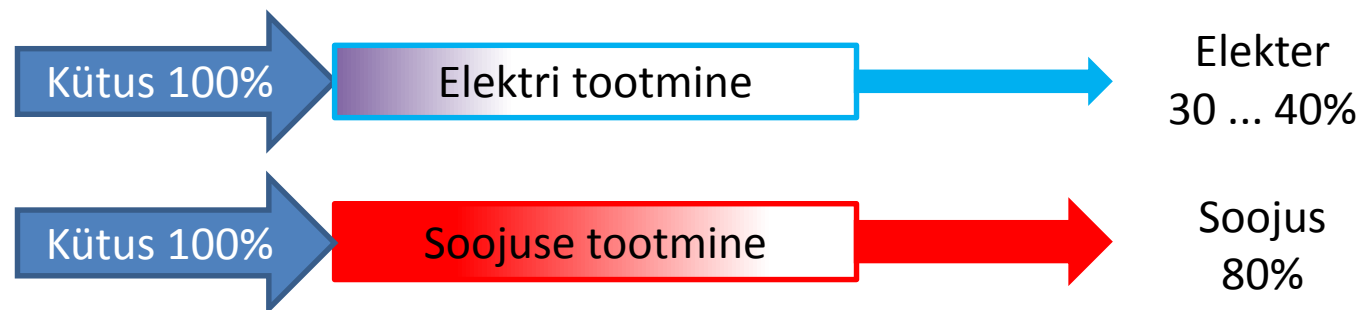 Kütus 100%
Elektri tootmine
Elekter
30 ... 40%
Kütus 100%
Soojuse tootmine
Soojus
80%